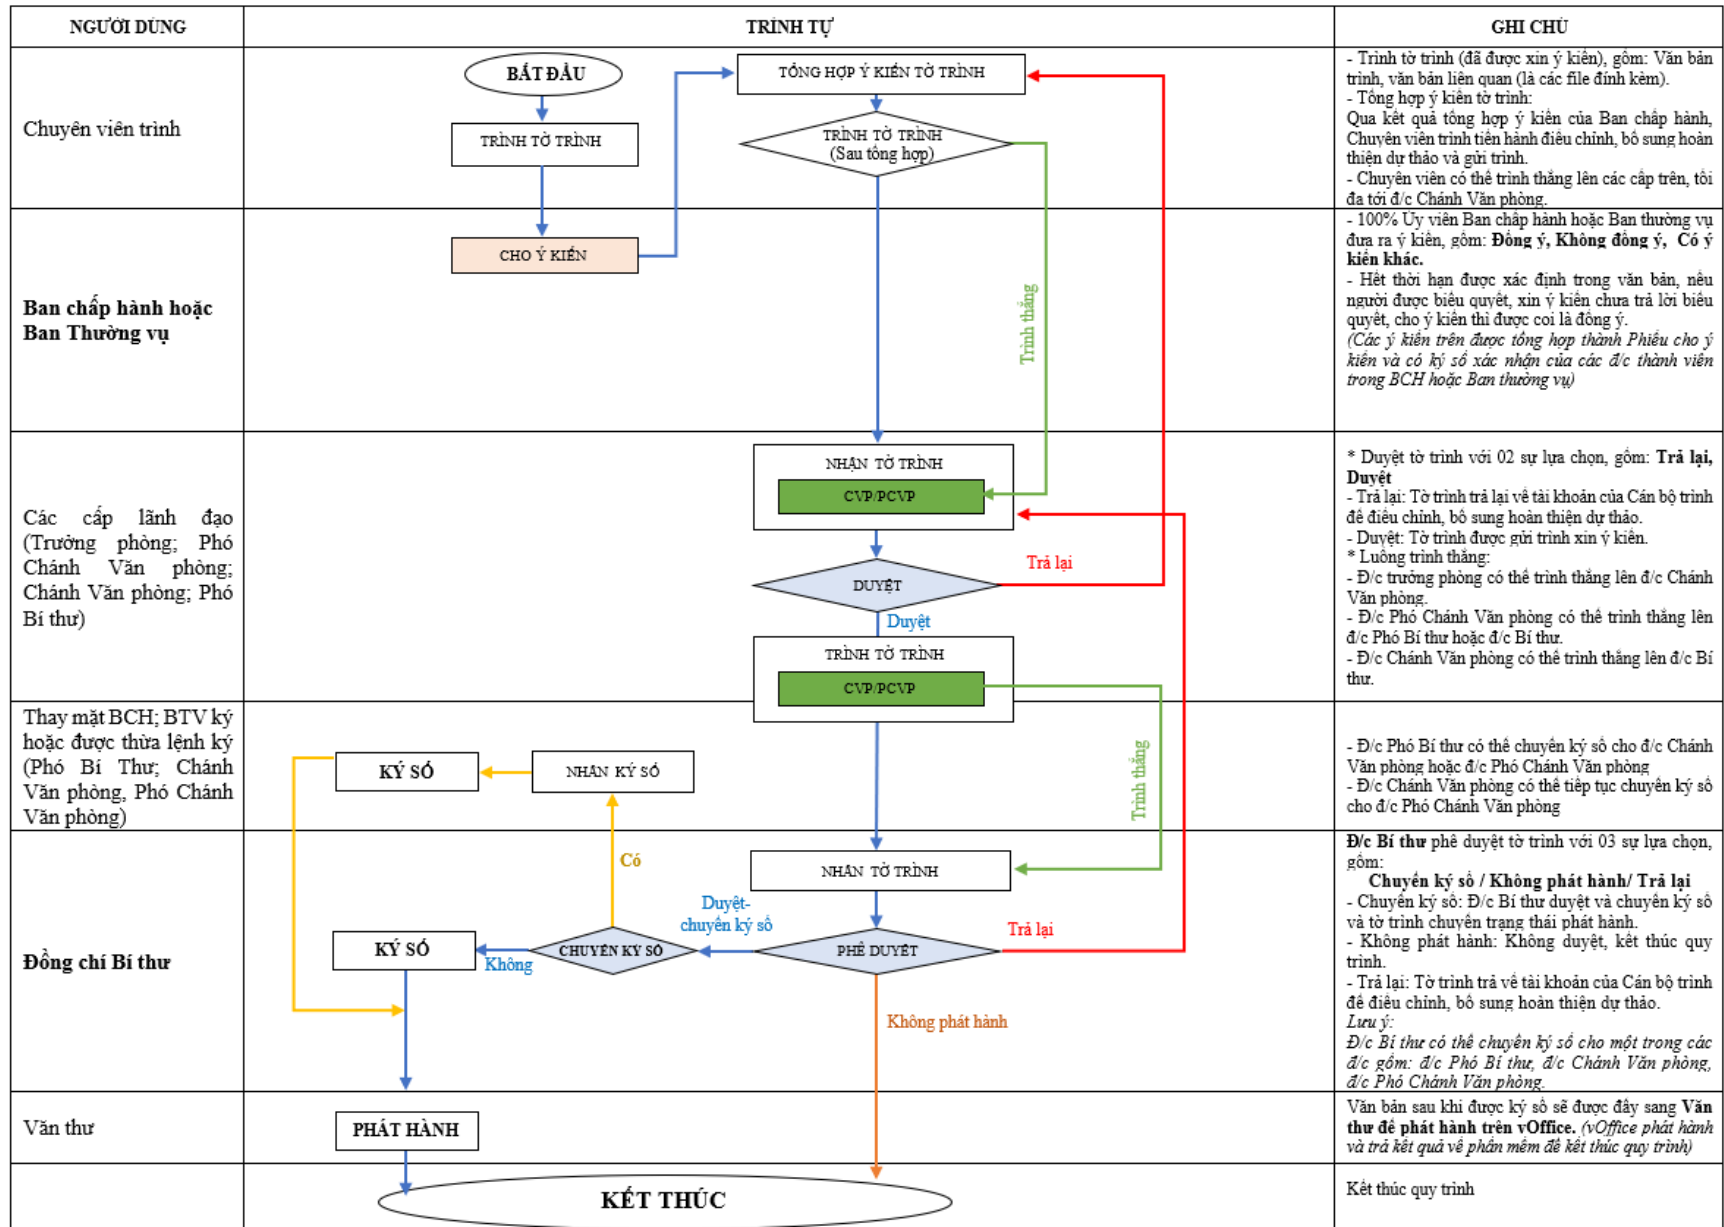 NGƯỜI DÙNG
TRÌNH TỰ
GHI CHÚ
Chuyên viên trình
BẮT ĐẦU
TRÌNH TỜ TRÌNH
TỔNG HỢP Ý KIẾN TỜ TRÌNH
TRÌNH TỜ TRÌNH
(Sau tổng hợp)
- Trình tờ trình (đã được xin ý kiến), gồm: Văn bản
trình, văn bản liên quan (là các file đính kèm).
- Tổng hợp ý kiến tờ trình:
Qua kết quả tổng hợp ý kiến của Ban chấp hành,
Chuyên viên trình tiến hành điều chỉnh, bổ sung hoàn
thiện dự thảo và gửi trình.
- Chuyên viên có thể trình thẳng lên các cấp trên, tối
đa tới đ/c Chánh Văn phòng.
Ban chấp hành hoặc
Ban Thường vụ
CHO Ý KIẾN
Trình thẳng
- 100% Ủy viên Ban chấp hành hoặc Ban thường vụ
đưa ra ý kiến, gồm: Đồng ý, Không đồng ý, Có ý
kiến khác.
- Hết thời hạn được xác định trong văn bản, nếu
người được biểu quyết, xin ý kiến chưa trả lời biểu
quyết, cho ý kiến thì được coi là đồng ý.
(Các ý kiến trên được tổng hợp thành Phiếu cho ý
kiến và có ký số xác nhận của các đ/c thành viên
trong BCH hoặc Ban thường vụ)
Các cấp lãnh đạo
(Trưởng phòng; Phó
Chánh Văn phòng;
Chánh Văn phòng; Phó
Bí thư)
NHẬN TỜ TRÌNH
CVP/PCVP
DUYỆT
Trả lại
Duyệt
TRÌNH TỜ TRÌNH
CVP/PCVP
* Duyệt tờ trình với 02 sự lựa chọn, gồm: Trả lại,
Duyệt
- Trả lại: Tờ trình trả lại về tài khoản của Cán bộ trình
để điều chỉnh, bổ sung hoàn thiện dự thảo.
- Duyệt: Tờ trình được gửi trình xin ý kiến.
* Luồng trình thẳng:
- Đ/c trưởng phòng có thể trình thẳng lên đ/c Chánh
Văn phòng.
- Đ/c Phó Chánh Văn phòng có thể trình thẳng lên
đ/c Phó Bí thư hoặc đ/c Bí thư.
- Đ/c Chánh Văn phòng có thể trình thẳng lên đ/c Bí
thư.
Thay mặt BCH; BTV ký
hoặc được thừa lệnh ký
(Phó Bí Thư; Chánh
Văn phòng, Phó Chánh
Văn phòng)
KÝ SỐ
NHẬN KÝ SỐ
Trình thẳng
- Đ/c Phó Bí thư có thể chuyển ký số cho đ/c Chánh
Văn phòng hoặc đ/c Phó Chánh Văn phòng
- Đ/c Chánh Văn phòng có thể tiếp tục chuyển ký số
cho đ/c Phó Chánh Văn phòng
Đồng chí Bí thư
Có
NHẬN TỜ TRÌNH
Duyệt-
chuyển ký số
Trả lại
KÝ SỐ
Không
CHUYỂN KÝ SỐ
PHÊ DUYỆT
Không phát hành
Đ/c Bí thư phê duyệt tờ trình với 03 sự lựa chọn,
gồm:
Chuyển ký số / Không phát hành/ Trả lại
- Chuyển ký số: Đ/c Bí thư duyệt và chuyển ký số
và tờ trình chuyển trạng thái phát hành.
- Không phát hành: Không duyệt, kết thúc quy
trình.
- Trả lại: Tờ trình trả về tài khoản của Cán bộ trình
để điều chỉnh, bổ sung hoàn thiện dự thảo.
Lưu ý:
Đ/c Bí thư có thể chuyển ký số cho một trong các
đ/c gồm: đ/c Phó Bí thư, đ/c Chánh Văn phòng,
đ/c Phó Chánh Văn phòng.
Văn thư
PHÁT HÀNH
Văn bản sau khi được ký số sẽ được đẩy sang Văn
thư để phát hành trên vOffice. (vOffice phát hành
và trả kết quả về phần mềm để kết thúc quy trình)
KẾT THÚC
Kết thúc quy trình